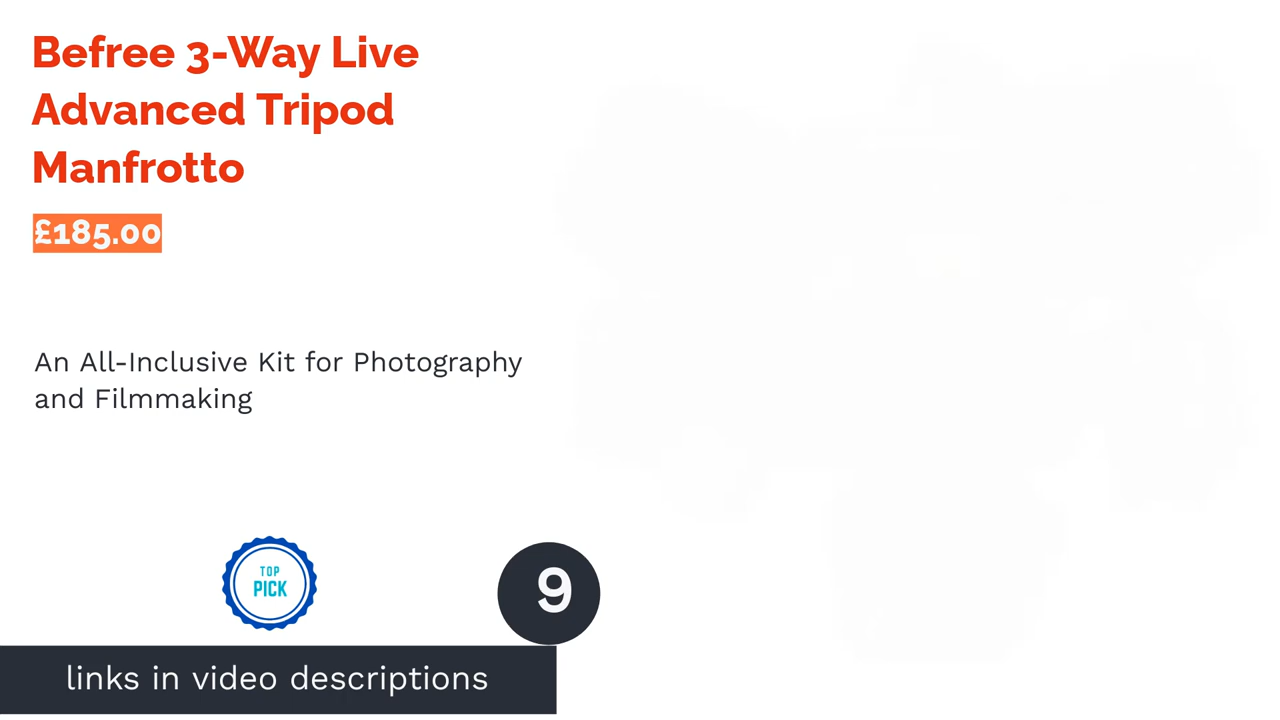 Befree 3-Way Live
Advanced Tripod
Manfrotto
£185.00
An All-Inclusive Kit for Photography
and Filmmaking
TOP
PICK
9
links in video descriptions